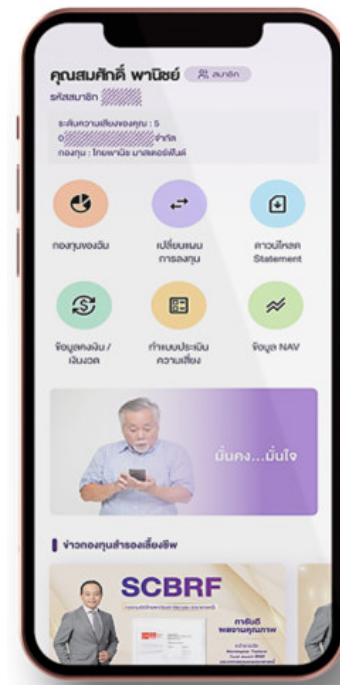 คุณสมศักดิ์ พานิชย์ สมาชิก
รหัสสมาชิก
ระดับความเสี่ยงของคุณ : 5
0 จำกัด
กองทุน : ไทยพานิช มาสเตอร์ฟันด์
กองทุนของฉัน
เปลี่ยนแผน
การลงทุน
ดาวน์โหลด
Statement
ข้อมูลคงเงิน /
เงินงวด
ทำแบบประเมิน
ความเสี่ยง
ข้อมูล NAV
มั่นคง...มั่นใจ
ข่าวกองทุนสำรองเลี้ยงชีพ
SCBRF
การันตี
ผลงานคุณภาพ